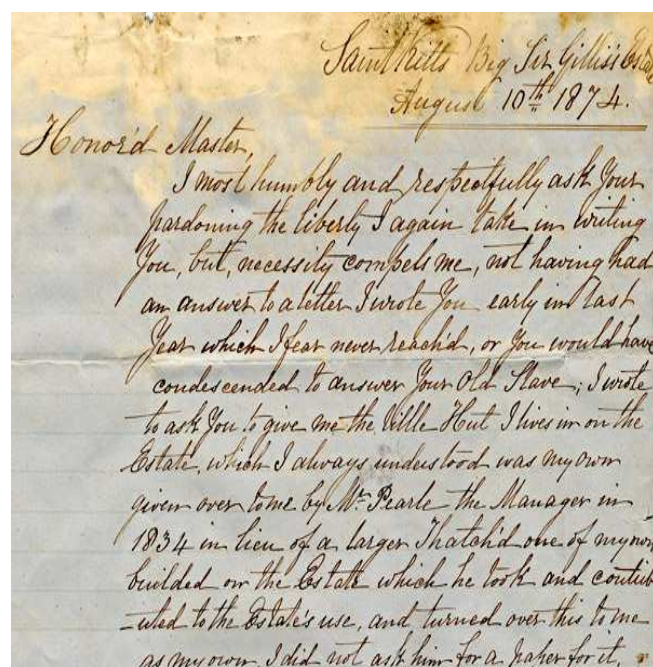 Saint Kitts Big Sir Gillis's Estate
August 10th 1874.
Honor'd Master,
I most humbly and respectfully ask Your
pardoning the liberty I again take in writing
You, but, necessity compels me, not having had
an answer to a letter I wrote You early in last
Year which I fear never reach'd, or You would have
condescended to answer Your Old Slave; I wrote
to ask You to give me the little Hut I lives in on the
Estate, which I always understood was my own
given over to me by Mr. Pearle the Manager in
1834 in lieu of a larger Thatch'd one of my own
builded on the Estate which he took and contrib
-uted to the Estate's use, and turned over this to me
as my own, I did not ask him for a paper for it,